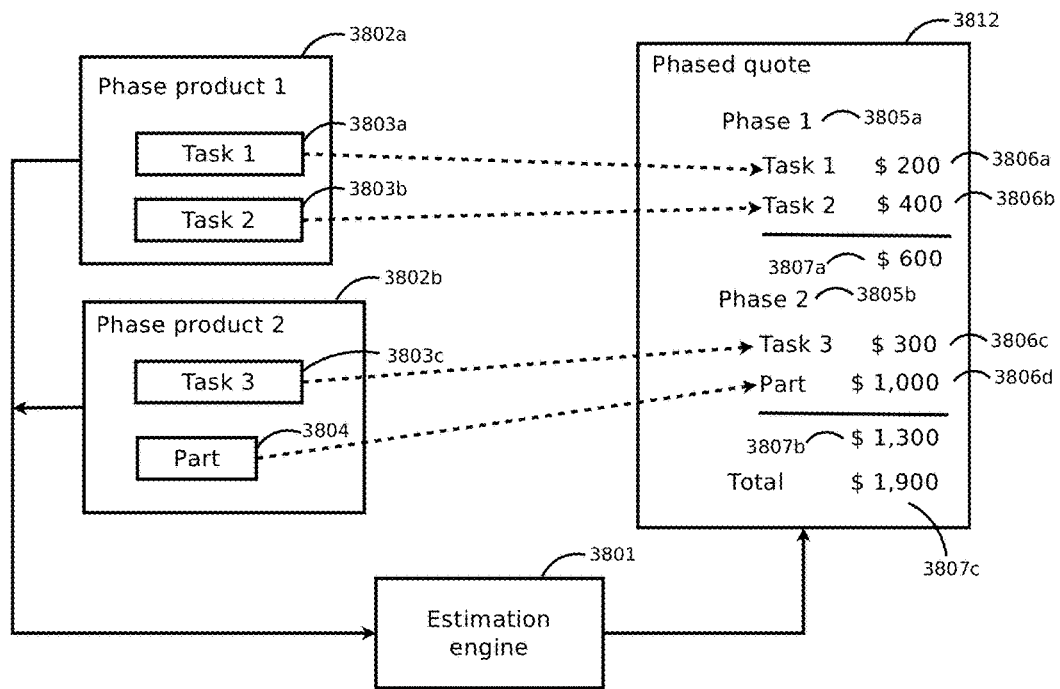 3802a
Phase product 1
3803a
Task 1
3803b
Task 2
3802b
Phase product 2
3803c
Task 3
3804
Part
3801
Estimation
engine
3812
Phased quote
Phase 1 3805a
Task 1 $ 200 3806a
Task 2 $ 400 3806b
3807a $ 600
Phase 2 3805b
Task 3 $ 300 3806c
Part $ 1,000 3806d
3807b $ 1,300
Total $ 1,900
3807c